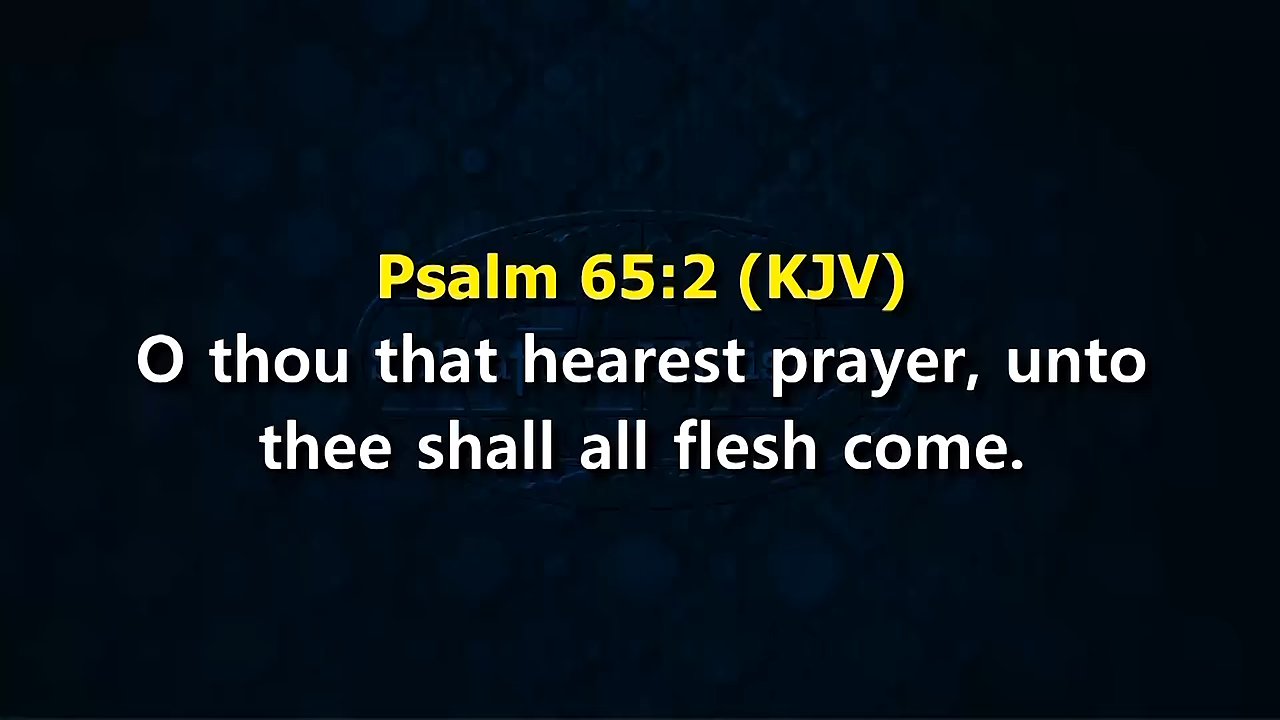 Psalm 65:2 (KJV)
O thou that hearest prayer, unto
thee shall all flesh come.